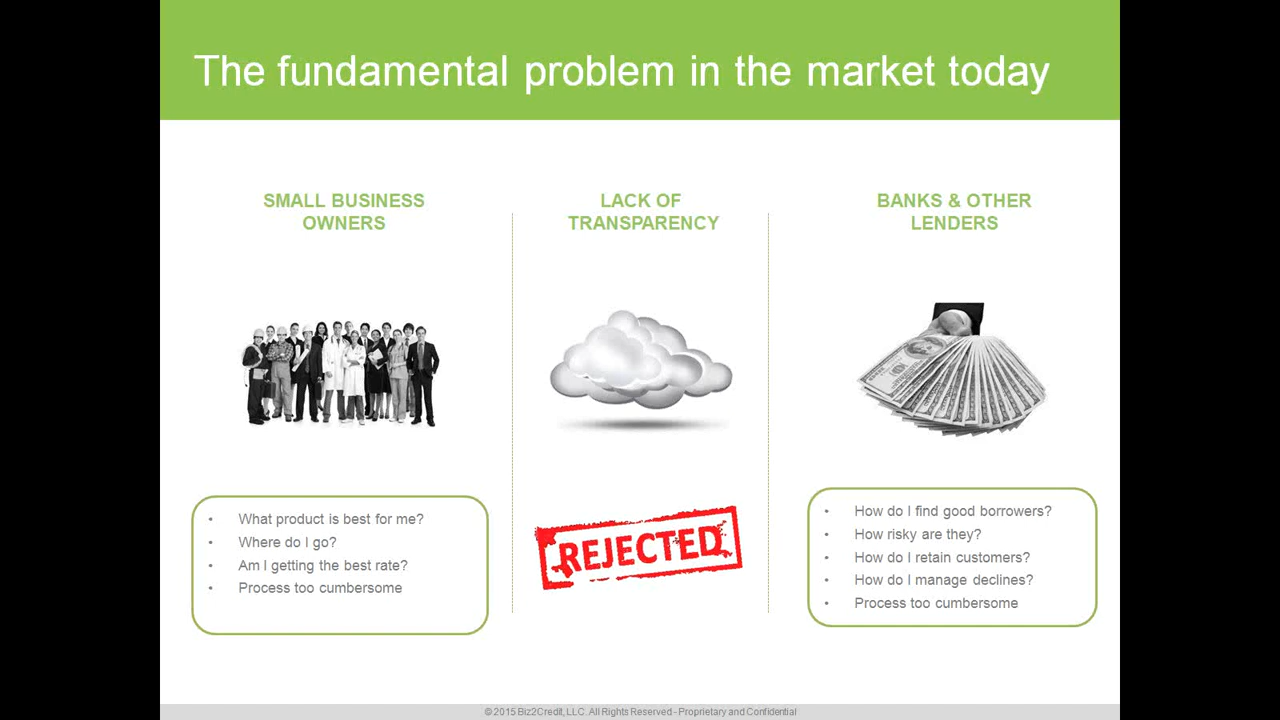 The fundamental problem in the market today
SMALL BUSINESS
OWNERS
LACK OF
TRANSPARENCY
BANKS & OTHER
LENDERS
• What product is best for me?
• Where do I go?
• Am I getting the best rate?
• Process too cumbersome
REJECTED
• How do I find good borrowers?
• How risky are they?
• How do I retain customers?
• How do I manage declines?
• Process too cumbersome
© 2015 Biz2Credit, LLC. All Rights Reserved - Proprietary and Confidential